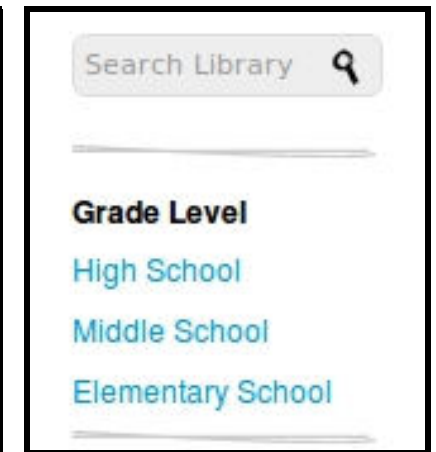 Search Library
Grade Level
High School
Middle School
Elementary School